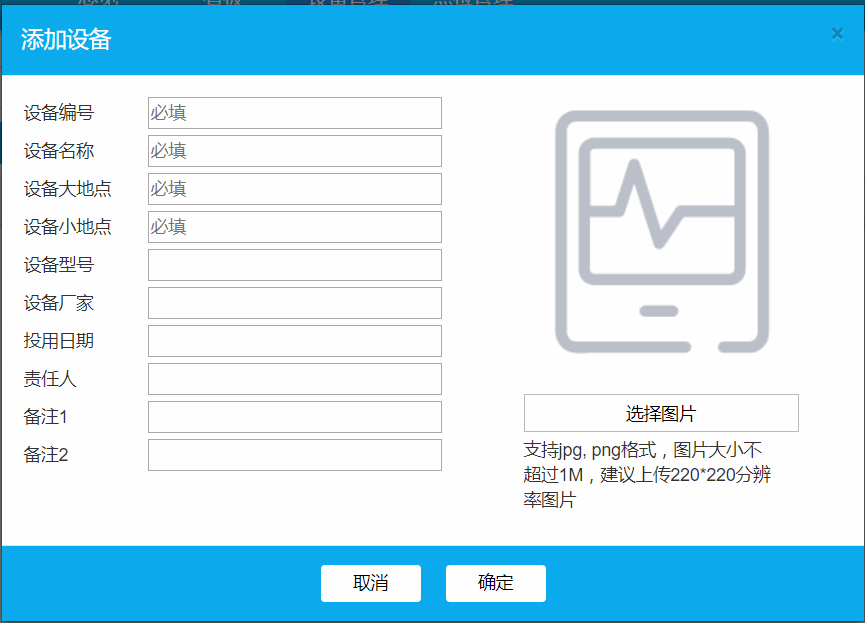 添加设备
×
设备编号 必填
设备名称 必填
设备大地点 必填
设备小地点 必填
设备型号
设备厂家
投用日期
责任人
备注1
备注2
选择图片
支持jpg, png格式，图片大小不
超过1M，建议上传220*220分辨
率图片
取消 确定